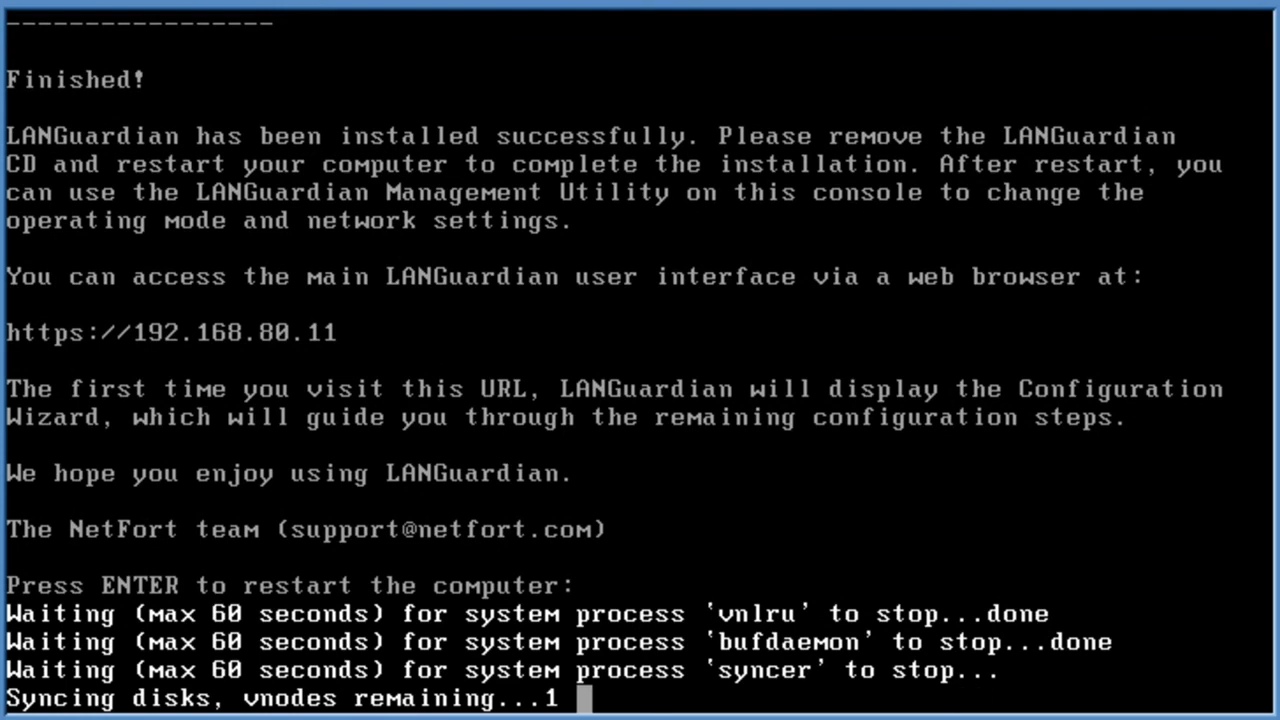 -----------------
Finished!
LANGuardian has been installed successfully. Please remove the LANGuardian
CD and restart your computer to complete the installation. After restart, you
can use the LANGuardian Management Utility on this console to change the
operating mode and network settings.
You can access the main LANGuardian user interface via a web browser at:
https://192.168.80.11
The first time you visit this URL, LANGuardian will display the Configuration
Wizard, which will guide you through the remaining configuration steps.
We hope you enjoy using LANGuardian.
The NetFort team (support@netfort.com)
Press ENTER to restart the computer:
Waiting (max 60 seconds) for system process `vnlru' to stop...done
Waiting (max 60 seconds) for system process `bufdaemon' to stop...done
Waiting (max 60 seconds) for system process `syncer' to stop...
Syncing disks, vnodes remaining...1